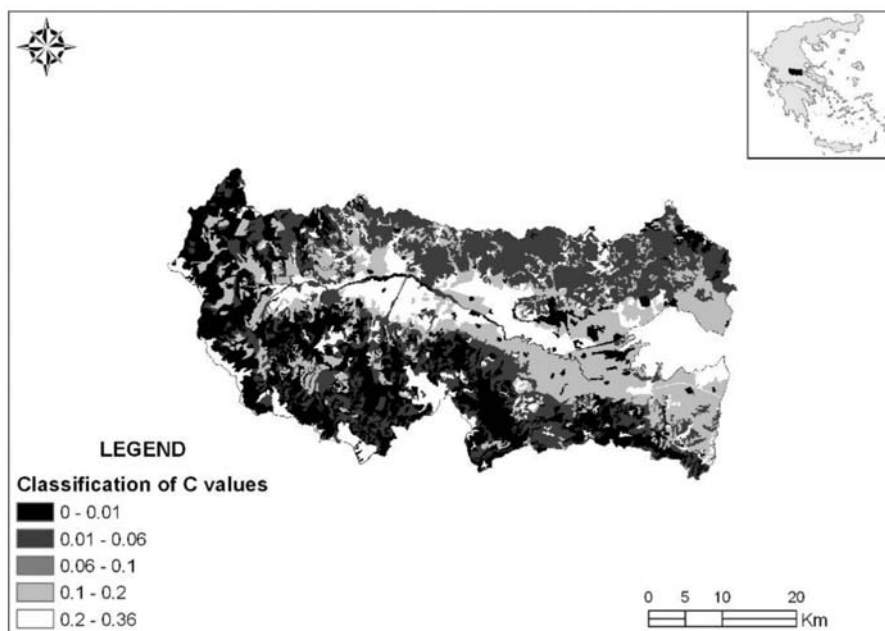 LEGEND
Classification of C values
0 - 0.01
0.01 - 0.06
0.06 - 0.1
0.1 - 0.2
0.2 - 0.36
0 5 10 20
Km